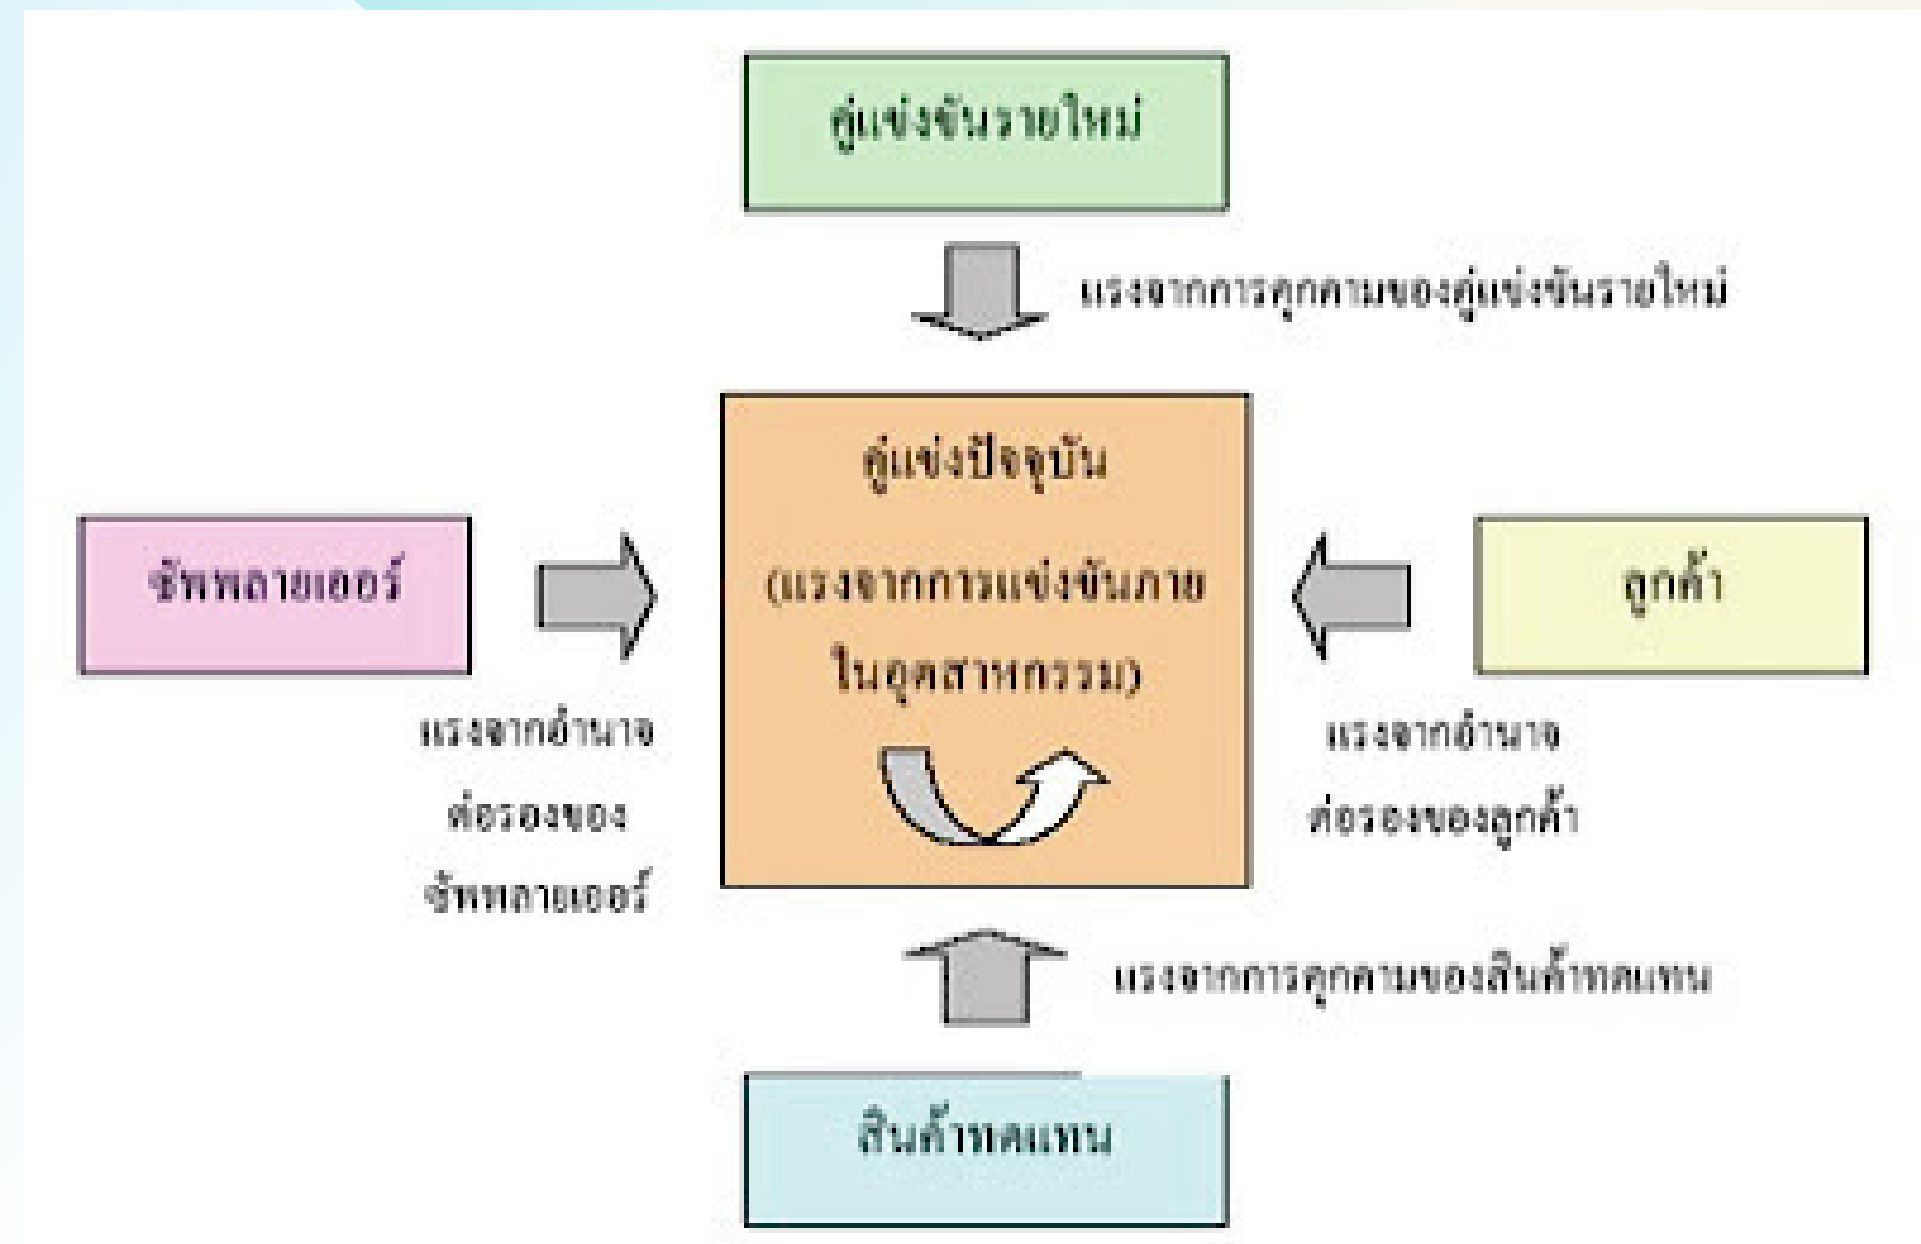 คู่แข่งขันรายใหม่
แรงจากการคุกคามของคู่แข่งขันรายใหม่
คู่แข่งปัจจุบัน
(แรงจากการแข่งขันภาย
ในอุตสาหกรรม)
ซัพพลายเออร์
แรงจากอำนาจ
ต่อรองของ
ซัพพลายเออร์
ลูกค้า
แรงจากอำนาจ
ต่อรองของลูกค้า
แรงจากการคุกคามของสินค้าทดแทน
สินค้าทดแทน